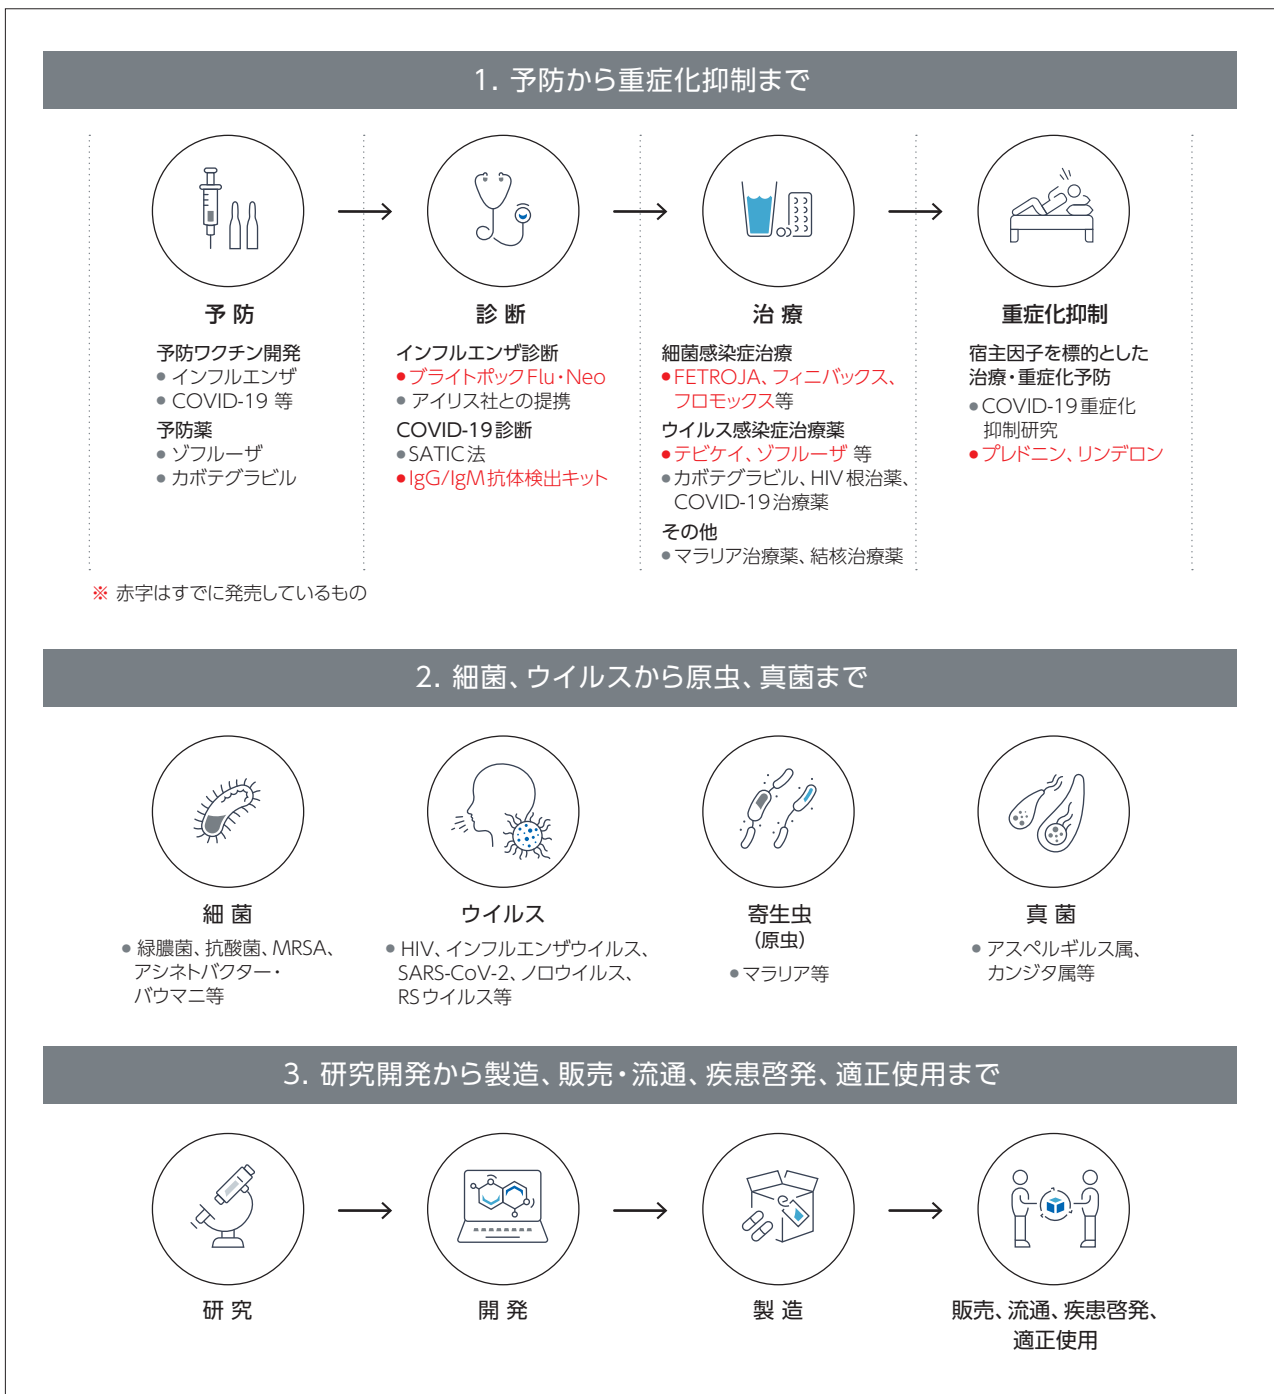 1. 予防から重症化抑制まで
予 防
予防ワクチン開発
● インフルエンザ
● COVID-19 等
予防薬
● ゾフルーザ
● カボテグラビル
診 断
インフルエンザ診断
●ブライトポックFlu・Neo
● アイリス社との提携
COVID-19診断
●SATIC法
●IgG/IgM抗体検出キット
治 療
細菌感染症治療
●FETROJA、フィニバックス、
フロモックス等
ウイルス感染症治療薬
●テビケイ、ゾフルーザ 等
●カボテグラビル、HIV根治薬、
COVID-19治療薬
その他
●マラリア治療薬、結核治療薬
重症化抑制
宿主因子を標的とした
治療・重症化予防
●COVID-19重症化
抑制研究
●プレドニン、リンデロン
※ 赤字はすでに発売しているもの
2. 細菌、ウイルスから原虫、真菌まで
細 菌
● 緑膿菌、抗酸菌、MRSA、
アシネトバクター・
バウマニ等
ウイルス
● HIV、インフルエンザウイルス、
SARS-CoV-2、ノロウイルス、
RSウイルス等
寄生虫
(原虫)
●マラリア等
真 菌
● アスペルギルス属、
カンジタ属等
3. 研究開発から製造、販売・流通、疾患啓発、適正使用まで
研 究
開 発
製 造
販売、流通、疾患啓発、
適正使用